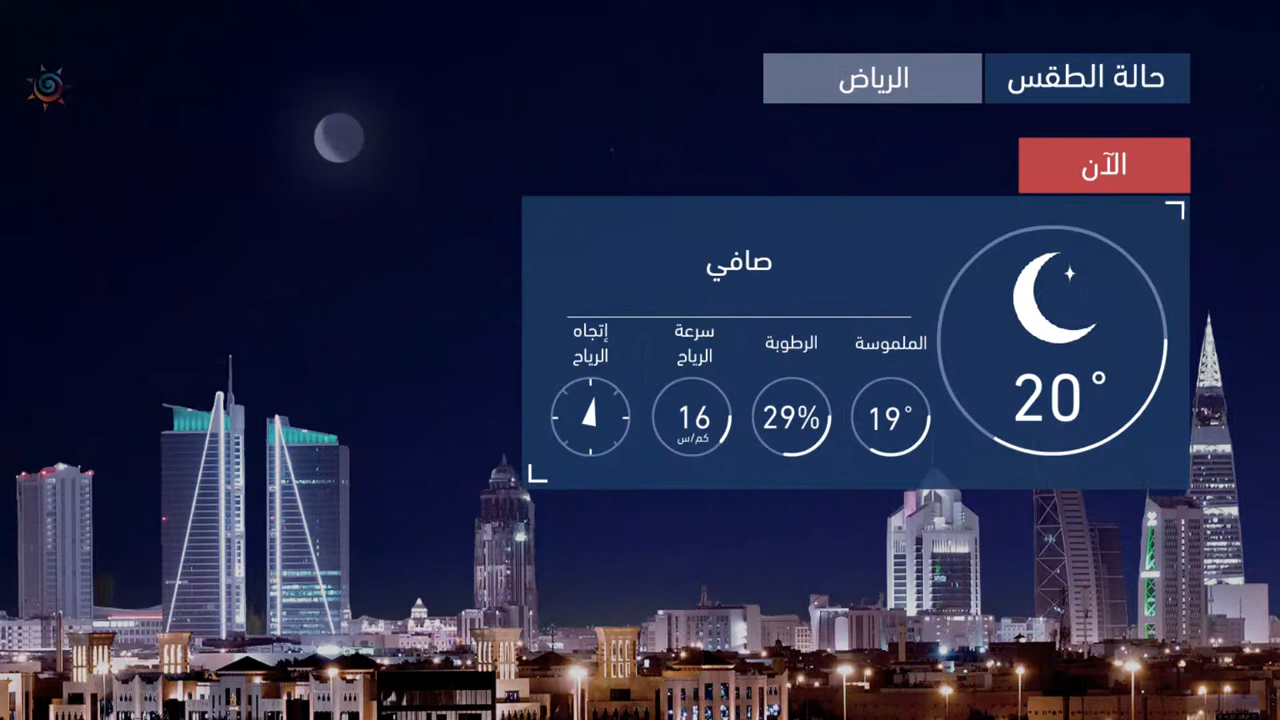 حالة الطقس
الرياض
الآن
صافي
20°
الملموسة
19°
الرطوبة
29%
سرعة
الرياح
16
كم/س
إتجاه
الرياح